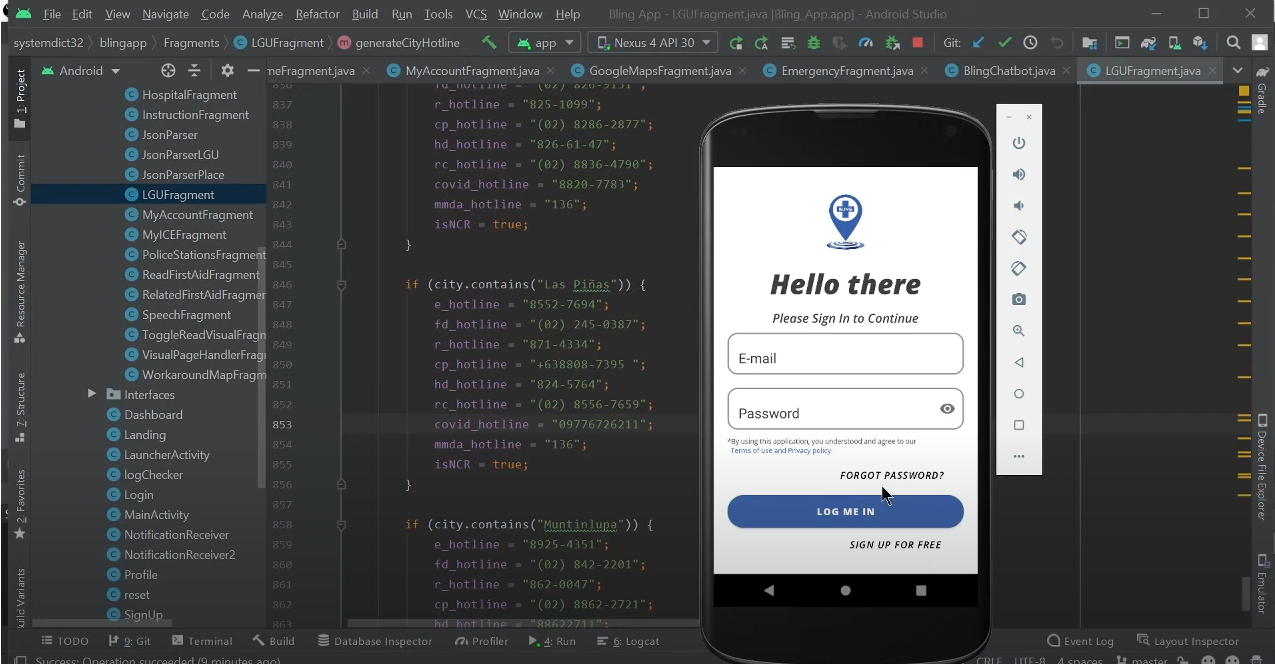 File Edit View Navigate Code Analyze Refactor Build Run Tools VCS Window Help Bling App - LGUFragment.java [Bling_App.app] - Android Studio
systemdict32 blingapp Fragments LGUFragment generateCityHotline app Nexus 4 API 30 Git:
Android meFragment.java MyAccountFragment.java GoogleMapsFragment.java EmergencyFragment.java BlingChatbot.java LGUFragment.java
1: Project
Commit
Resource Manager
7: Structure
2: Favorites
Build Variants
HospitalFragment
InstructionFragment
JsonParser
JsonParserLGU
JsonParserPlace
LGUFragment
MyAccountFragment
MyICEFragment
PoliceStationsFragment
ReadFirstAidFragment
RelatedFirstAidFragmer
SpeechFragment
ToggleReadVisualFragn
VisualPageHandlerFragi
WorkaroundMapFragm
Interfaces
Dashboard
Landing
LauncherActivity
logChecker
Login
MainActivity
NotificationReceiver
NotificationReceiver2
Profile
reset
SignUp
836 fd_hotline = "(02) 826-9131";
837 r_hotline = "825-1099";
838 cp_hotline = "(02) 8286-2877";
839 hd_hotline = "826-61-47";
840 rc_hotline = "(02) 8836-4790";
841 covid_hotline = "8820-7783";
842 mmda_hotline = "136";
843 isNCR = true;
844 }
845
846 if (city.contains("Las Piñas")) {
847 e_hotline = "8552-7694";
848 fd_hotline = "(02) 245-0387";
849 r_hotline = "871-4334";
850 cp_hotline = "+638808-7395 ";
851 hd_hotline = "824-5764";
852 rc_hotline = "(02) 8556-7659";
853 covid_hotline = "09776726211";
854 mmda_hotline = "136";
855 isNCR = true;
856 }
857
858 if (city.contains("Muntinlupa")) {
859 e_hotline = "8925-4351";
860 fd_hotline = "(02) 842-2201";
861 r_hotline = "862-0047";
862 cp_hotline = "(02) 8862-2721";
863 hd_hotline = "88622711";
BLING
Hello there
Please Sign In to Continue
E-mail
Password
*By using this application, you understood and agree to our
Terms of use and Privacy policy
FORGOT PASSWORD?
LOG ME IN
SIGN UP FOR FREE
Gradle
Device File Explorer
Emulator
TODO 9: Git Terminal Build Database Inspector Profiler 4: Run 6: Logcat Event Log Layout Inspector
Success: Operation succeeded (9 minutes ago) CRLF UTF-8 4 spaces master